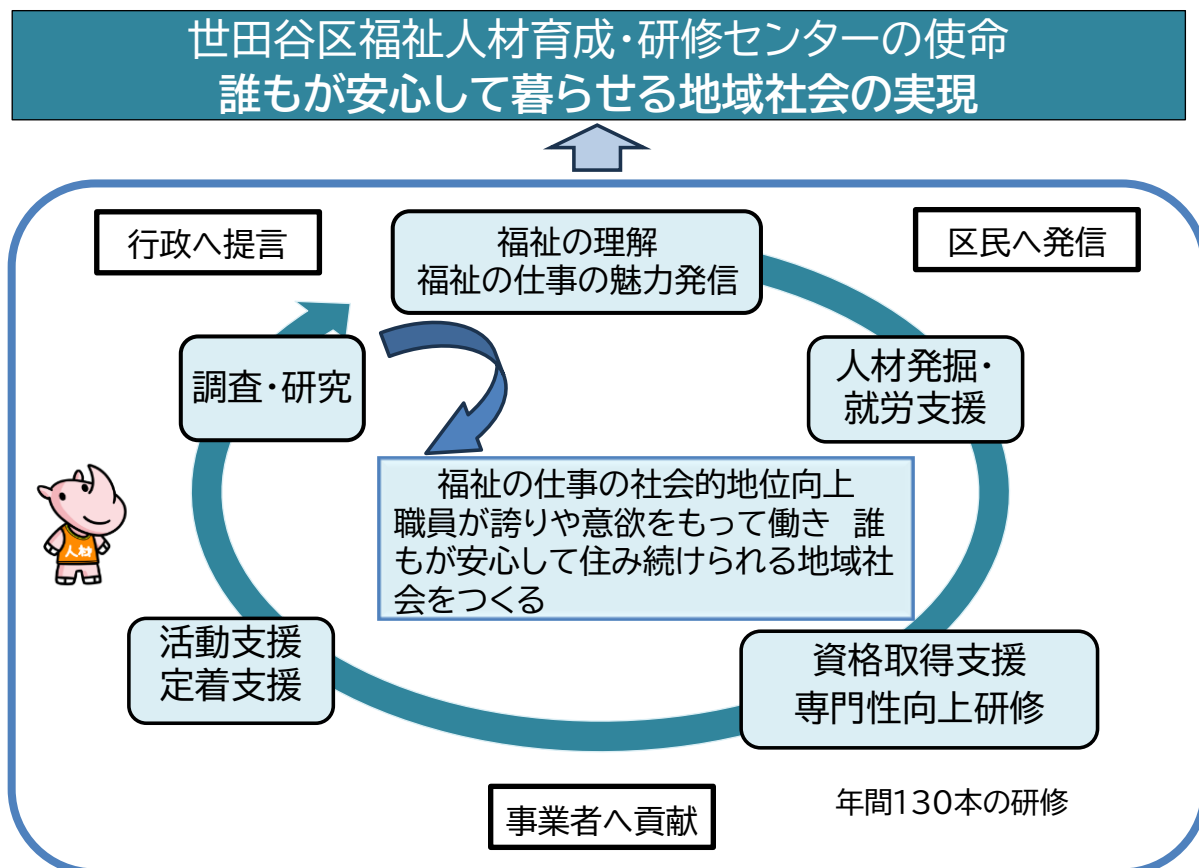 世田谷区福祉人材育成・研修センターの使命
誰もが安心して暮らせる地域社会の実現
行政へ提言
福祉の理解
福祉の仕事の魅力発信
区民へ発信
調査・研究
人材発掘・
就労支援
福祉の仕事の社会的地位向上
職員が誇りや意欲をもって働き　誰
もが安心して住み続けられる地域社
会をつくる
人材
活動支援
定着支援
資格取得支援
専門性向上研修
事業者へ貢献
年間130本の研修